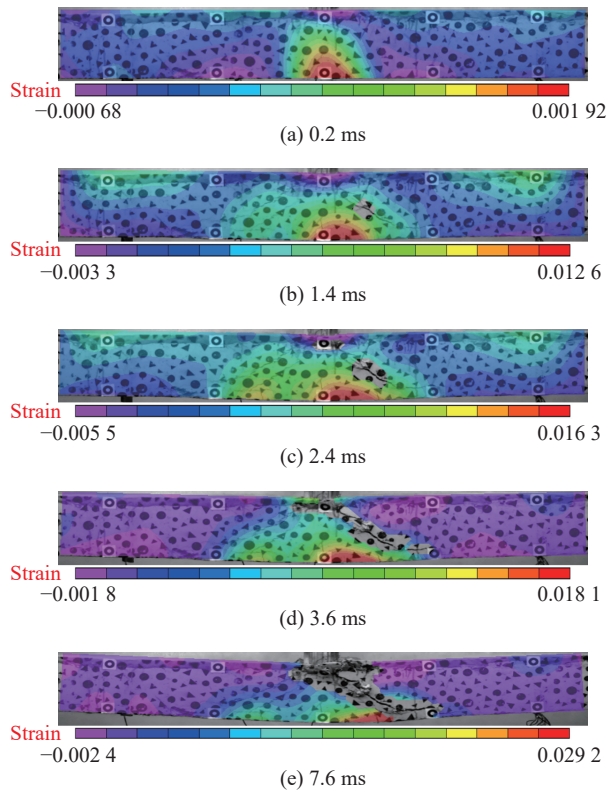 Strain
−0.000 68 0.001 92
(a) 0.2 ms
Strain
−0.003 3 0.012 6
(b) 1.4 ms
Strain
−0.005 5 0.016 3
(c) 2.4 ms
Strain
−0.001 8 0.018 1
(d) 3.6 ms
Strain
−0.002 4 0.029 2
(e) 7.6 ms